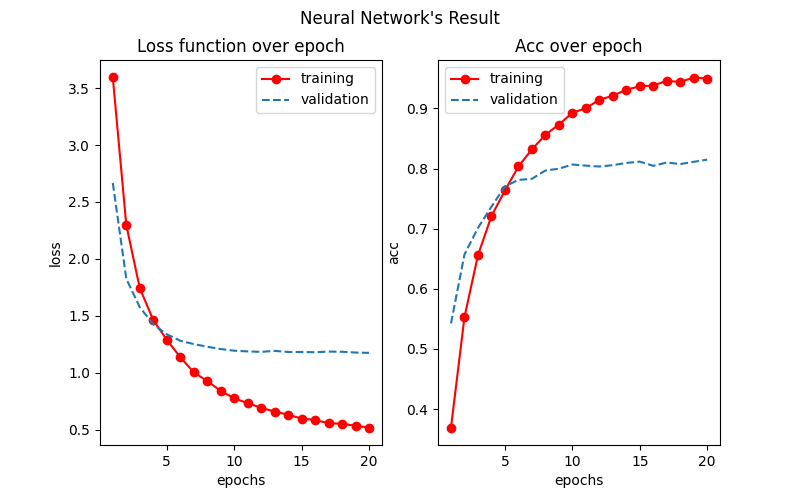 Neural Network's Result
Loss function over epoch
training
validation
3.5
3.0
2.5
2.0
1.5
1.0
0.5
loss
5
10
15
20
epochs
Acc over epoch
training
validation
0.9
0.8
0.7
0.6
0.5
0.4
acc
5
10
15
20
epochs